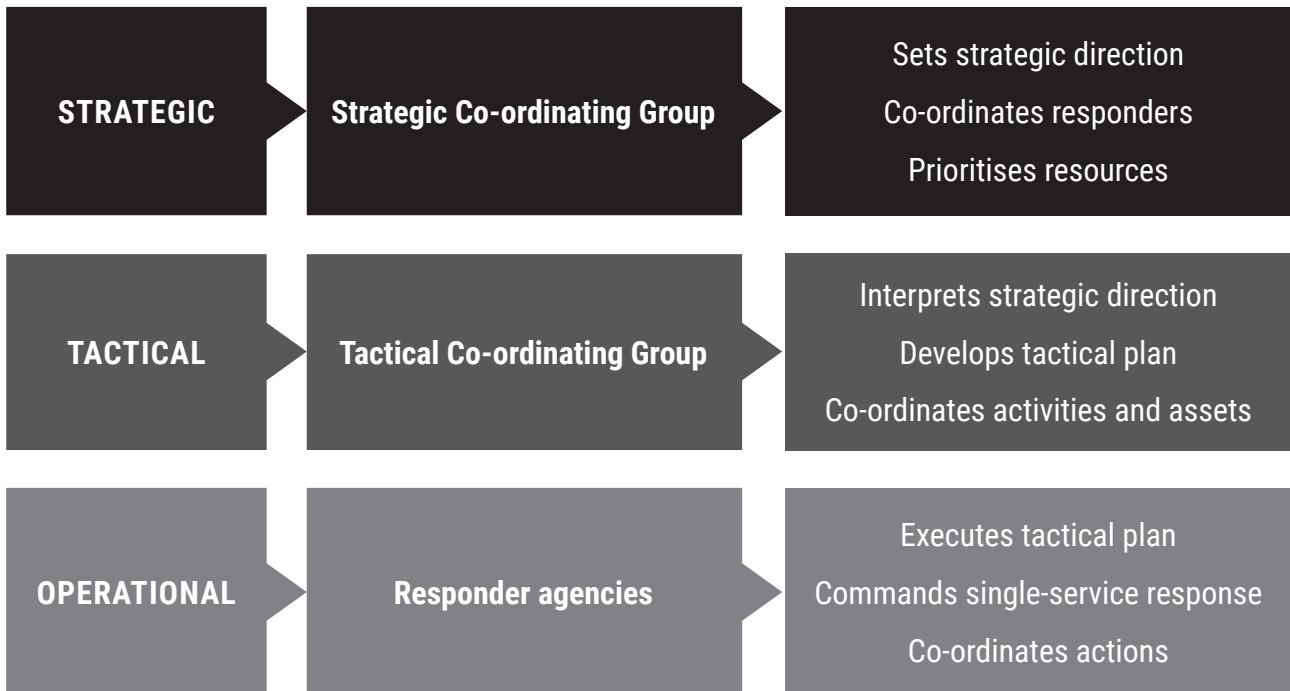 STRATEGIC
Strategic Co-ordinating Group
Sets strategic direction
Co-ordinates responders
Prioritises resources
TACTICAL
Tactical Co-ordinating Group
Interprets strategic direction
Develops tactical plan
Co-ordinates activities and assets
OPERATIONAL
Responder agencies
Executes tactical plan
Commands single-service response
Co-ordinates actions